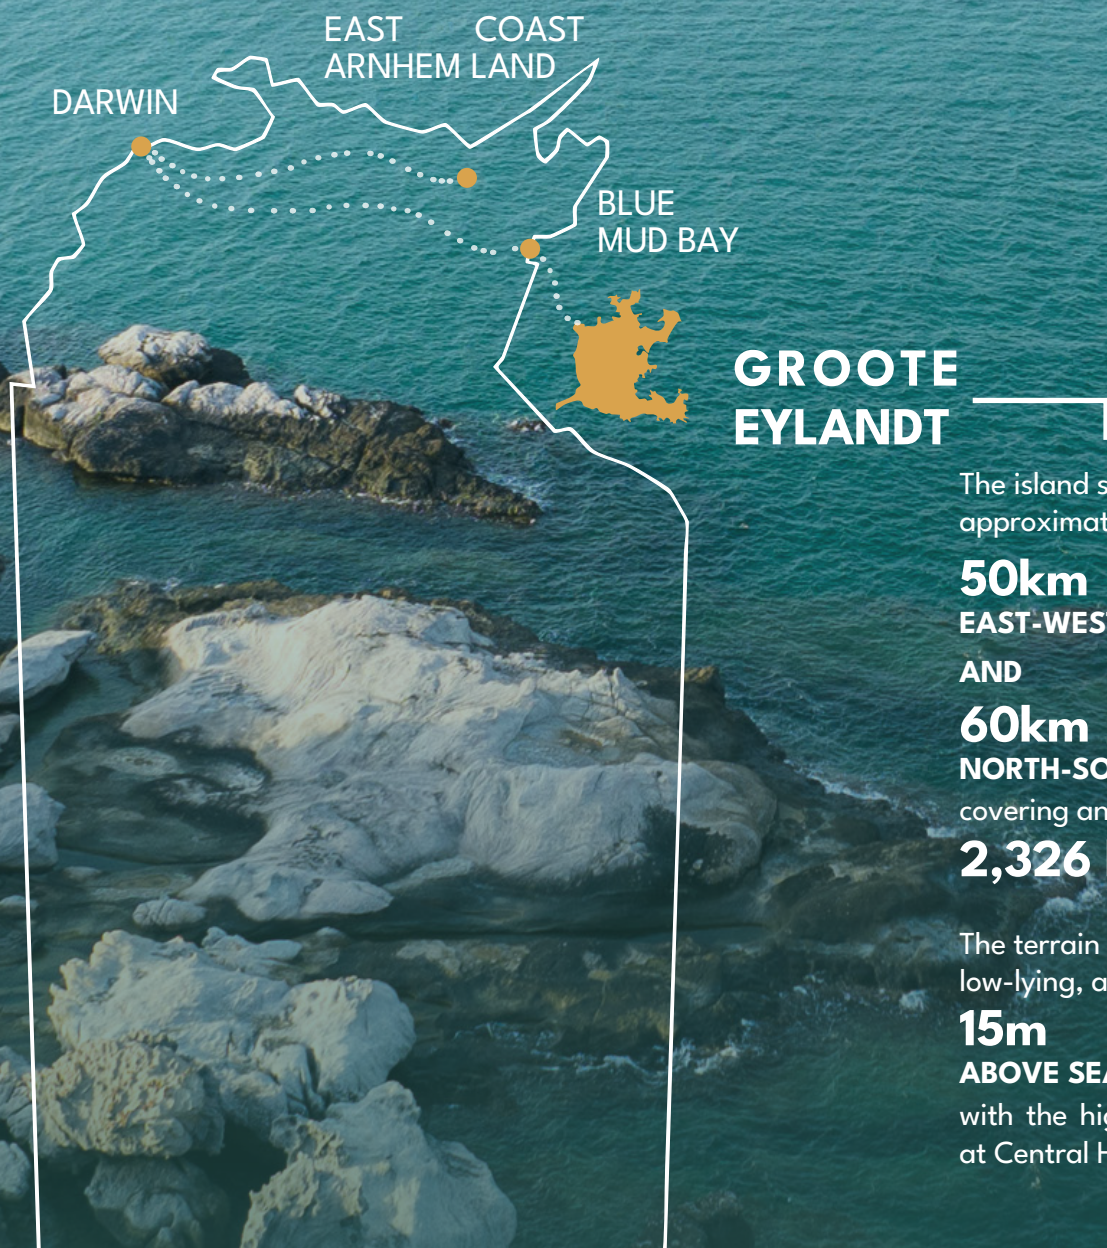 EAST COAST
ARNHEM LAND
DARWIN
BLUE
MUD BAY
GROOTE
EYLANDT
The island
50km
AND
60km
covering
2,326
The terrain
low-lying,
15m
ABOVE
with the
at Central